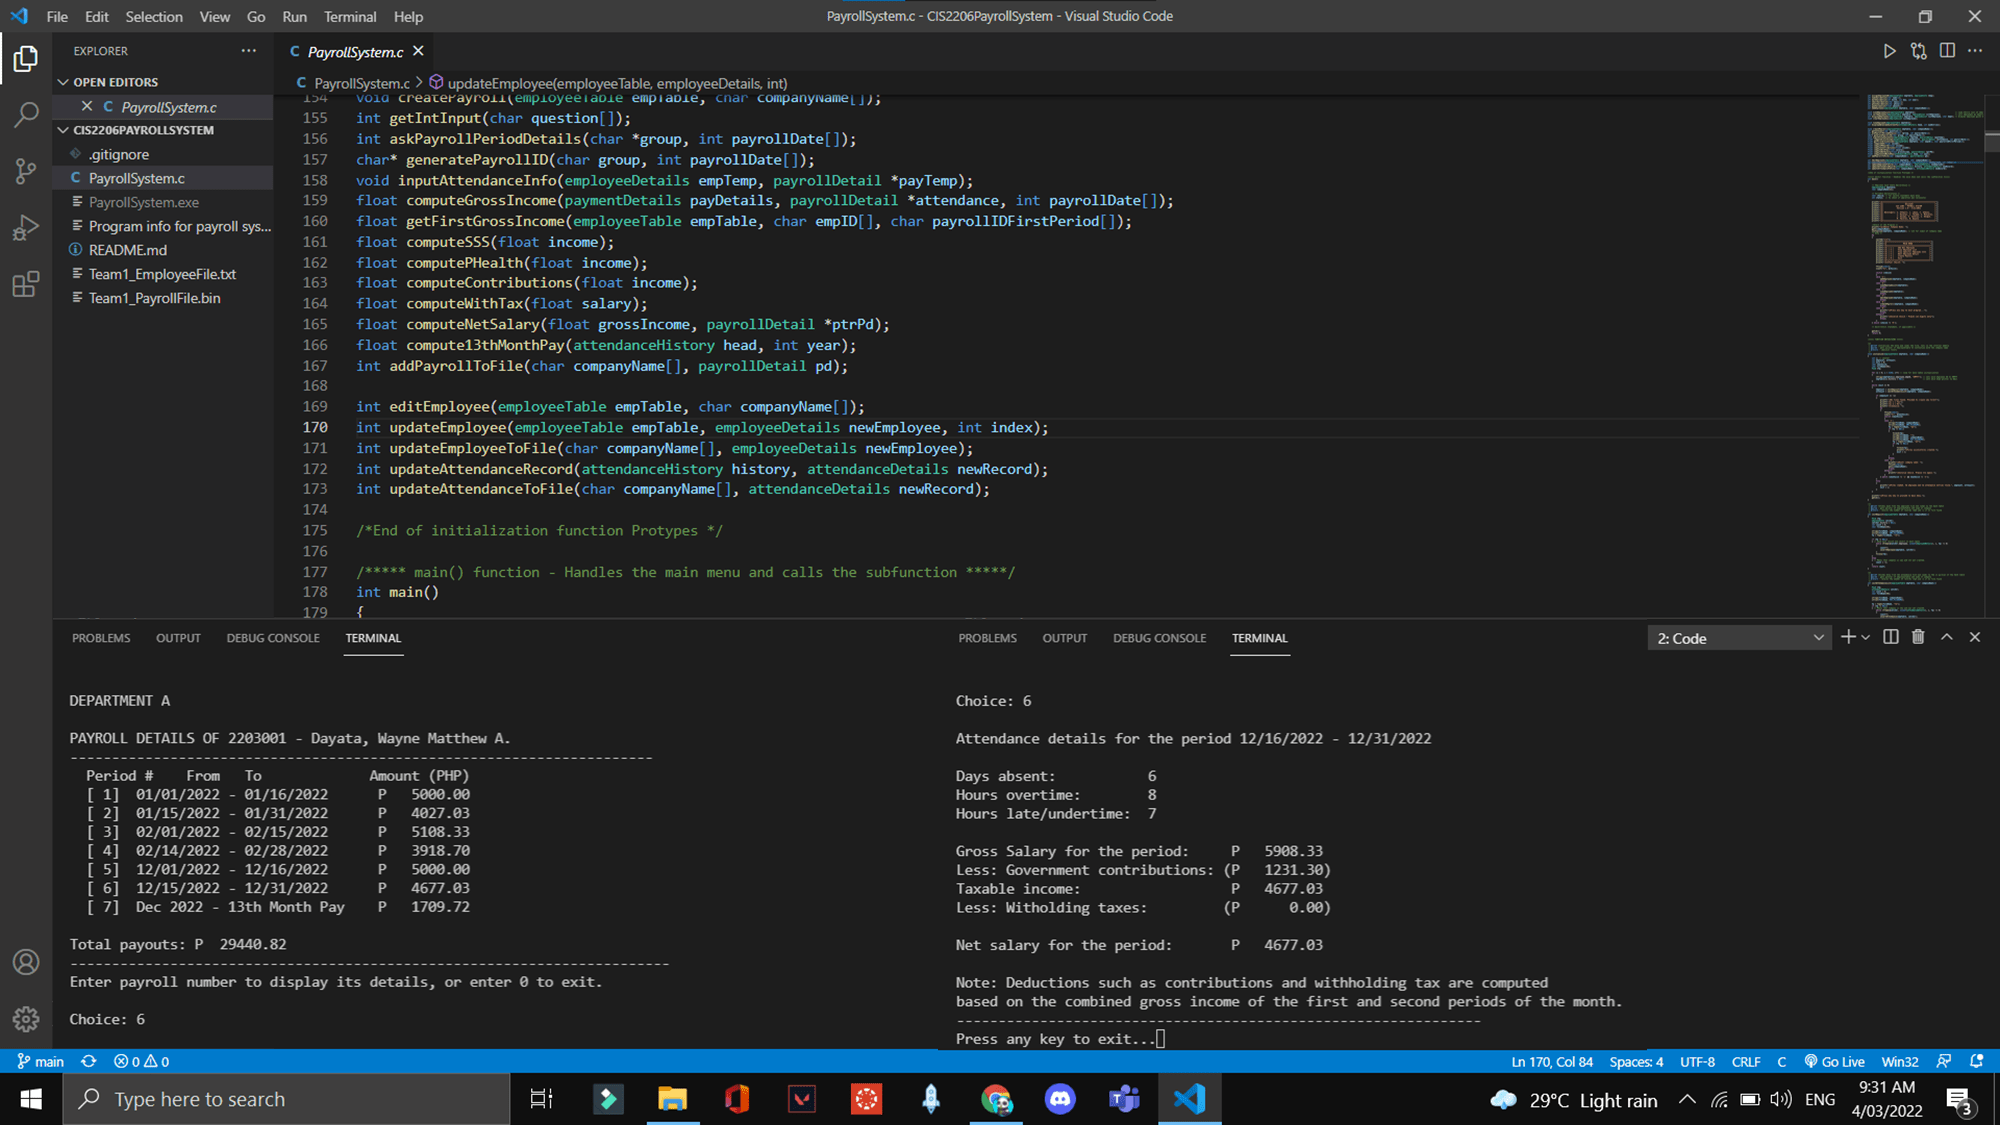 File Edit Selection View Go Run Terminal Help
PayrollSystem.c - CIS2206PayrollSystem - Visual Studio Code
EXPLORER
OPEN EDITORS
PayrollSystem.c
CIS2206PAYROLLSYSTEM
.gitignore
PayrollSystem.c
PayrollSystem.exe
Program info for payroll sys...
README.md
Team1_EmployeeFile.txt
Team1_PayrollFile.bin
C PayrollSystem.c
C PayrollSystem.c > updateEmployee(employeeTable, employeeDetails, int)
154 void createPayroll(employeeTable empTable, char companyName[]);
155 int getIntInput(char question[]);
156 int askPayrollPeriodDetails(char *group, int payrollDate[]);
157 char* generatePayrollID(char group, int payrollDate[]);
158 void inputAttendanceInfo(employeeDetails empTemp, payrollDetail *payTemp);
159 float computeGrossIncome(paymentDetails payDetails, payrollDetail *attendance, int payrollDate[]);
160 float getFirstGrossIncome(employeeTable empTable, char empID[], char payrollIDFirstPeriod[]);
161 float computeSSS(float income);
162 float computePHealth(float income);
163 float computeContributions(float income);
164 float computeWithTax(float salary);
165 float computeNetSalary(float grossIncome, payrollDetail *ptrPd);
166 float compute13thMonthPay(attendanceHistory head, int year);
167 int addPayrollToFile(char companyName[], payrollDetail pd);
168
169 int editEmployee(employeeTable empTable, char companyName[]);
170 int updateEmployee(employeeTable empTable, employeeDetails newEmployee, int index);
171 int updateEmployeeToFile(char companyName[], employeeDetails newEmployee);
172 int updateAttendanceRecord(attendanceHistory history, attendanceDetails newRecord);
173 int updateAttendanceToFile(char companyName[], attendanceDetails newRecord);
174
175 /*End of initialization function Protypes */
176
177 /***** main() function - Handles the main menu and calls the subfunction *****/
178 int main()
179 {
PROBLEMS OUTPUT DEBUG CONSOLE TERMINAL
DEPARTMENT A
PAYROLL DETAILS OF 2203001 - Dayata, Wayne Matthew A.
----------------------------------------------------------------------
Period # From To Amount (PHP)
[ 1] 01/01/2022 - 01/16/2022 P 5000.00
[ 2] 01/15/2022 - 01/31/2022 P 4027.03
[ 3] 02/01/2022 - 02/15/2022 P 5108.33
[ 4] 02/14/2022 - 02/28/2022 P 3918.70
[ 5] 12/01/2022 - 12/16/2022 P 5000.00
[ 6] 12/15/2022 - 12/31/2022 P 4677.03
[ 7] Dec 2022 - 13th Month Pay P 1709.72
Total payouts: P 29440.82
------------------------------------------------------------------------
Enter payroll number to display its details, or enter 0 to exit.
Choice: 6
PROBLEMS OUTPUT DEBUG CONSOLE TERMINAL
2: Code
Choice: 6
Attendance details for the period 12/16/2022 - 12/31/2022
Days absent: 6
Hours overtime: 8
Hours late/undertime: 7
Gross Salary for the period: P 5908.33
Less: Government contributions: (P 1231.30)
Taxable income: P 4677.03
Less: Witholding taxes: (P 0.00)
Net salary for the period: P 4677.03
Note: Deductions such as contributions and withholding tax are computed
based on the combined gross income of the first and second periods of the month.
---------------------------------------------------------------
Press any key to exit...
main 0 0
Ln 170, Col 84 Spaces: 4 UTF-8 CRLF C Go Live Win32
Type here to search
29°C Light rain ENG 9:31 AM
4/03/2022
3